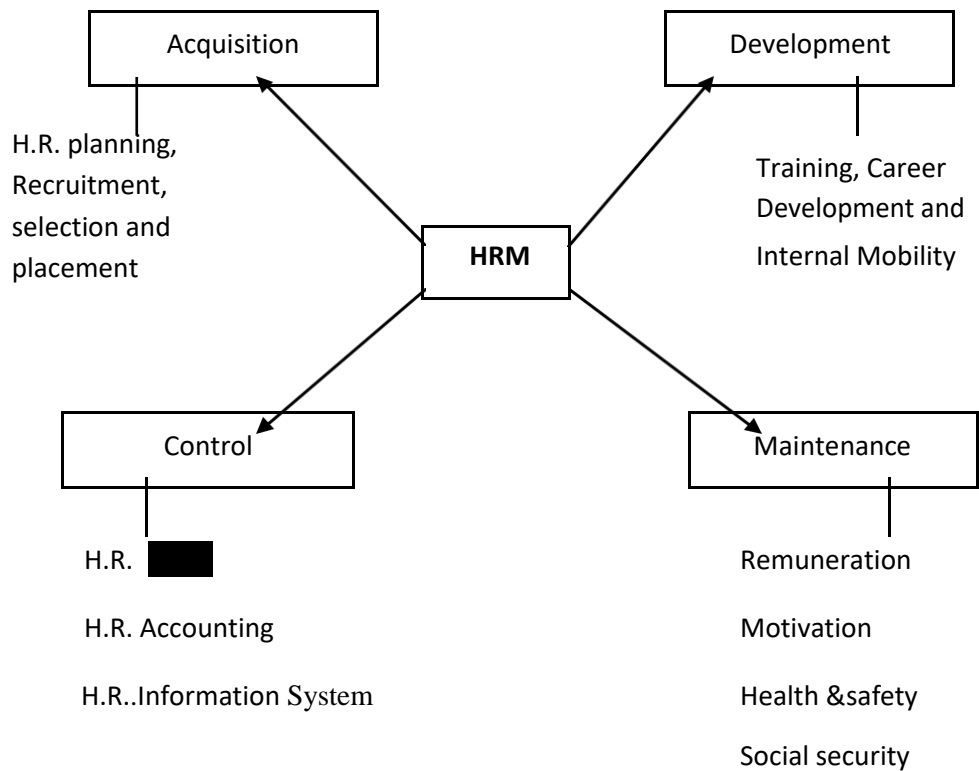 Acquisition
H.R. planning,
Recruitment,
selection and
placement
Development
Training, Career
Development and
Internal Mobility
HRM
Control
H.R.
H.R. Accounting
H.R..Information System
Maintenance
Remuneration
Motivation
Health &safety
Social security